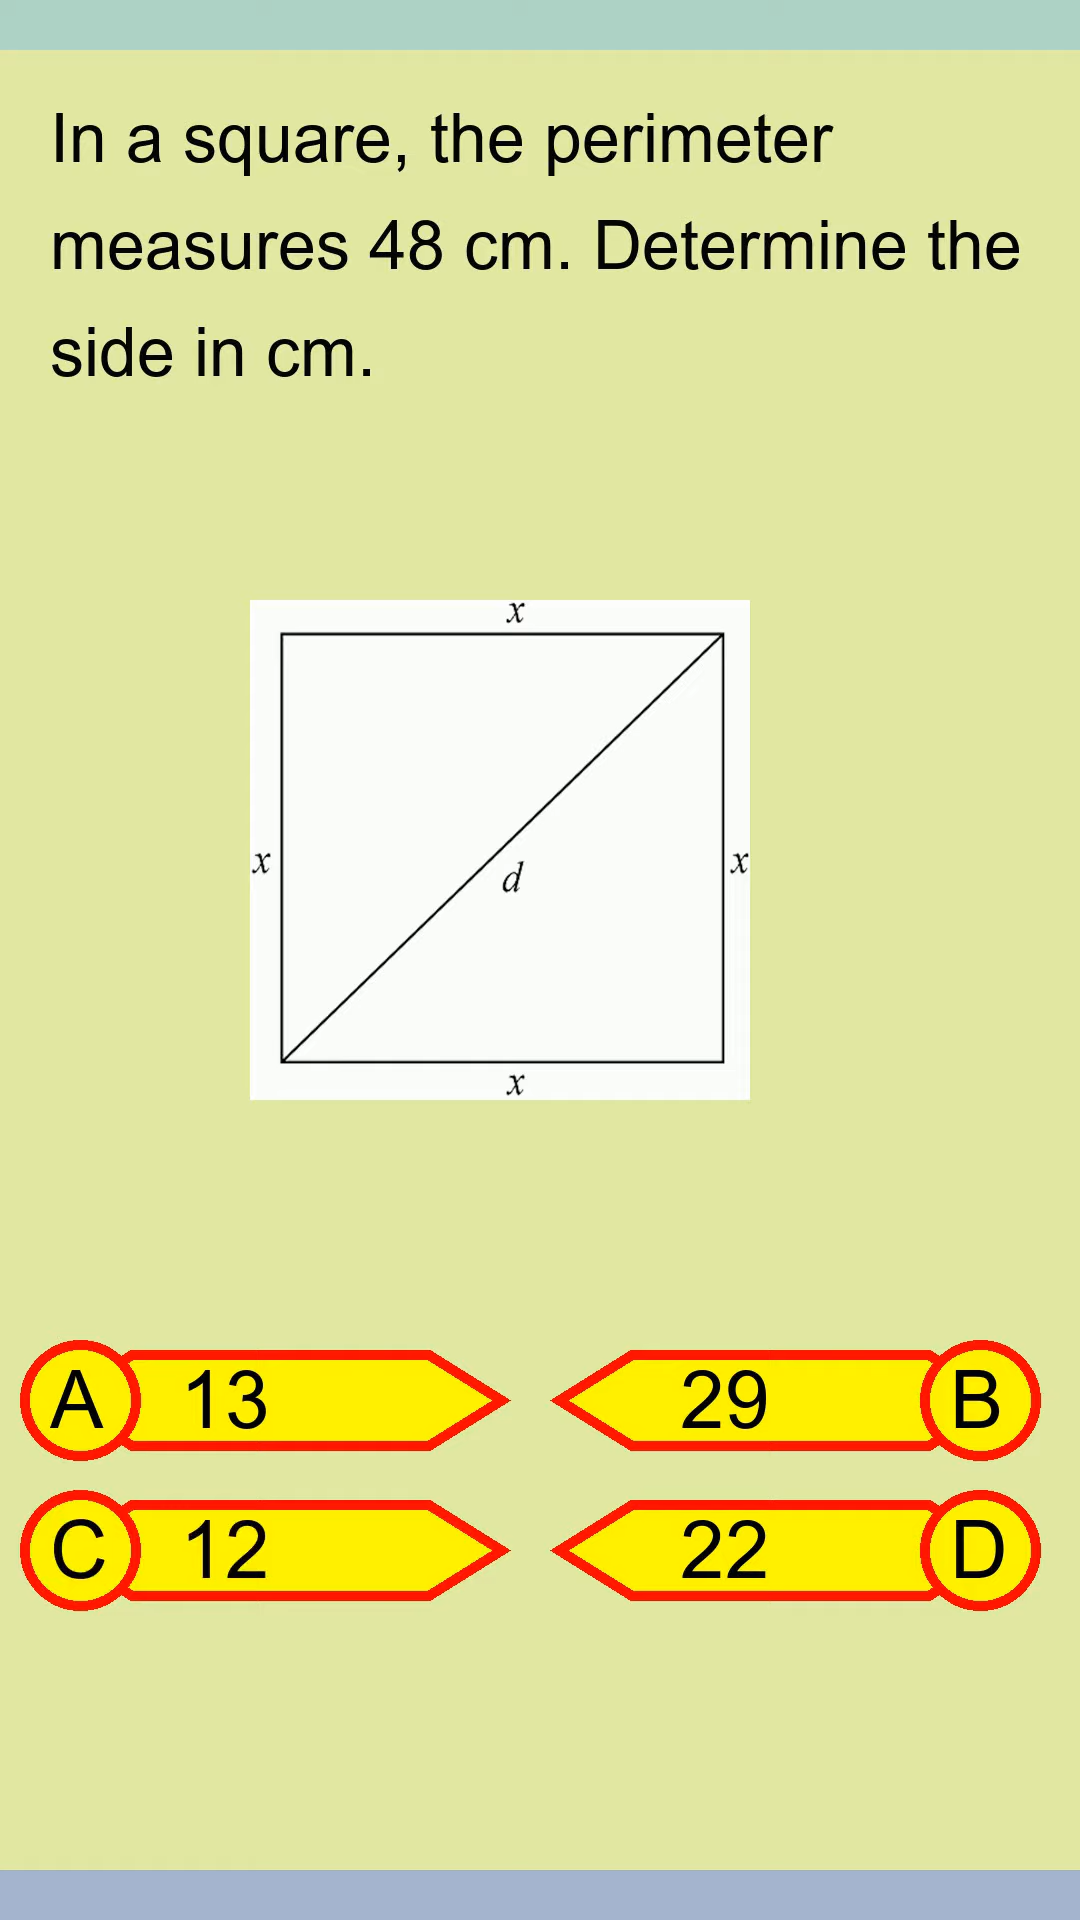 In a square, the perimeter
measures 48 cm. Determine the
side in cm.
x
x
d
x
x
A 13
29 B
C 12
22 D